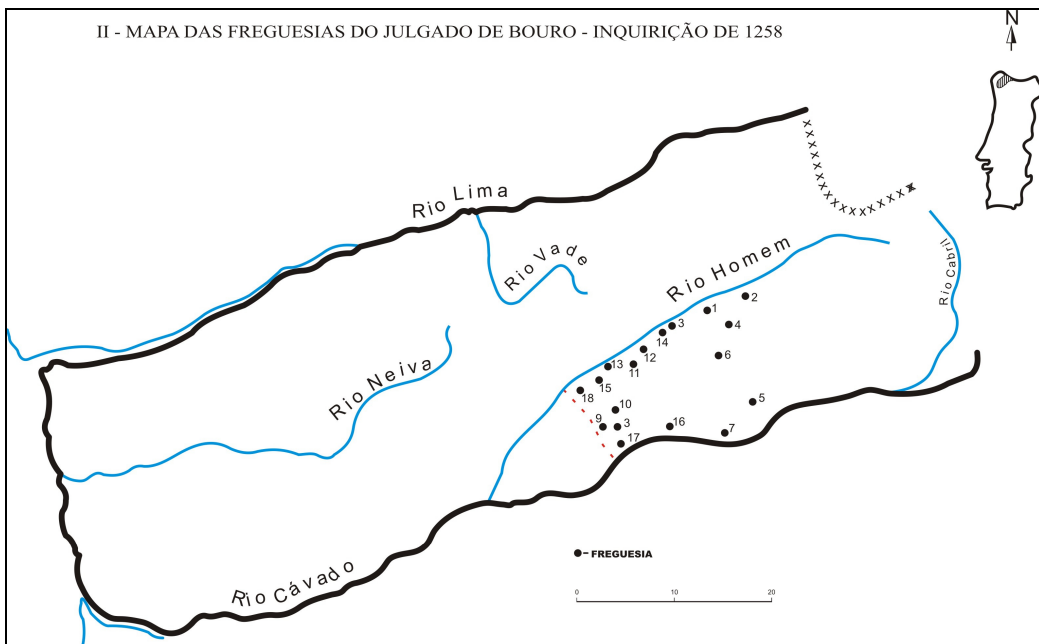 II - MAPA DAS FREGUESIAS DO JULGADO DE BOURO - INQUIRIÇÃO DE 1258
N
Rio Lima
Rio Vade
Rio Homem
Rio Cabril
Rio Neiva
Rio Cávado
2
1
3
4
14
12
6
13
11
15
18
5
10
9
3
16
7
17
- FREGUESIA
0 10 20